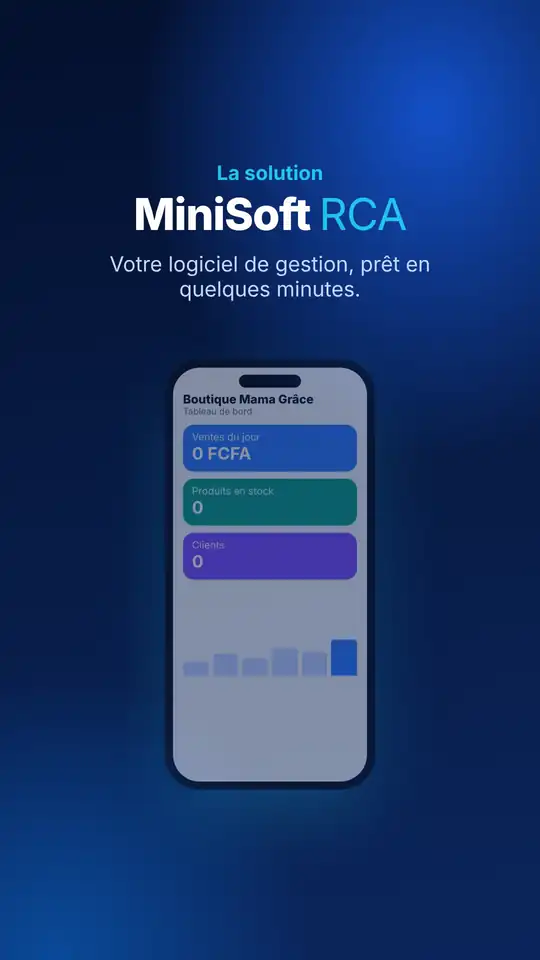 La solution
MiniSoft RCA
Votre logiciel de gestion, prêt en
quelques minutes.
Boutique Mama Grâce
Tableau de bord
Ventes du jour
0 FCFA
Produits en stock
0
Clients
0